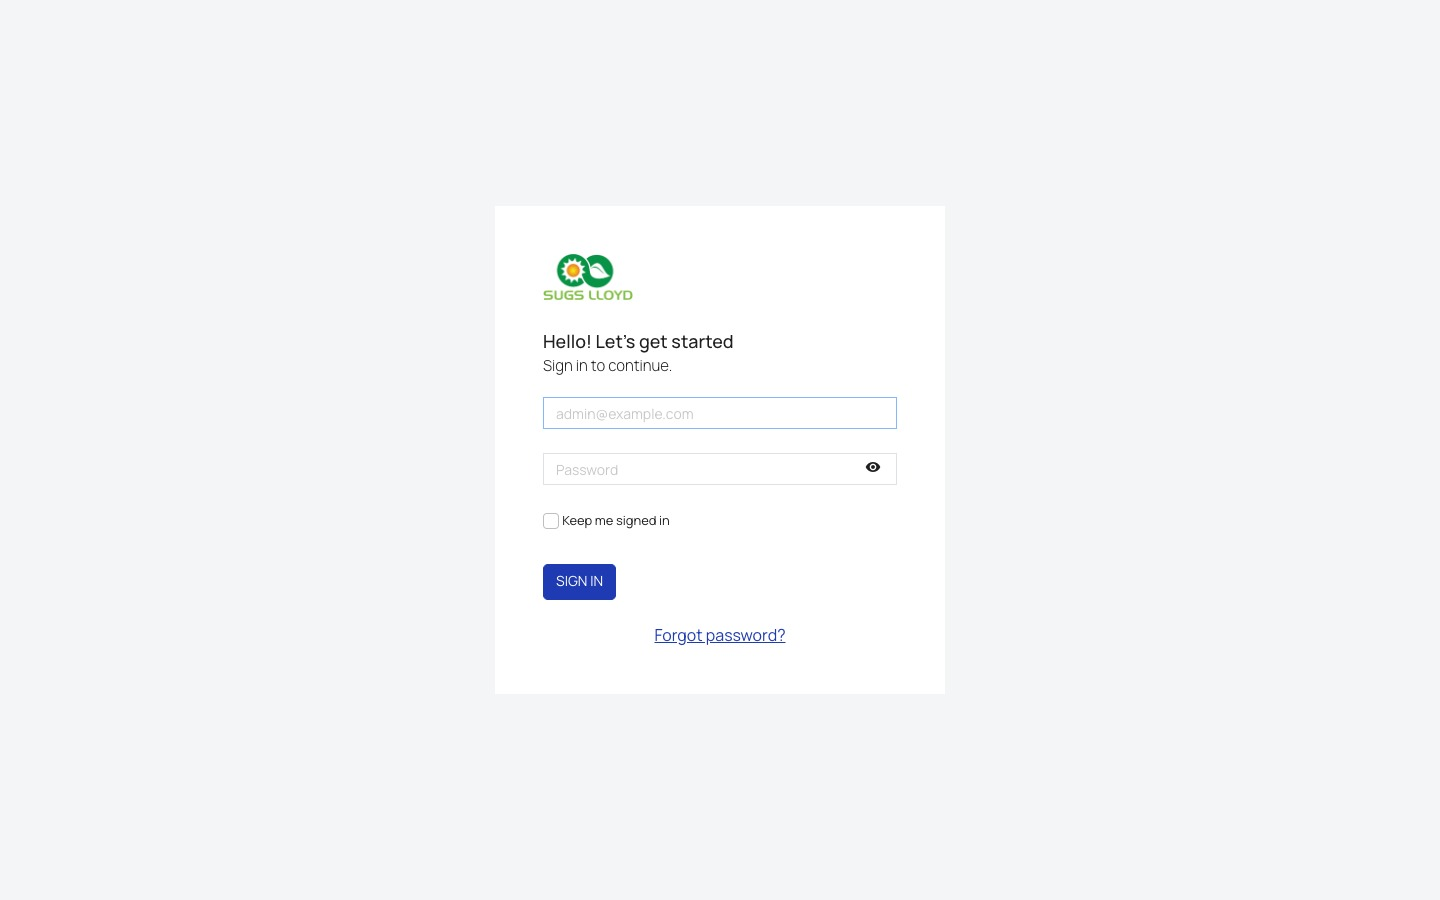 SUGS LLOYD
Hello! Let's get started
Sign in to continue.
admin@example.com
Password
Keep me signed in
SIGN IN
Forgot password?